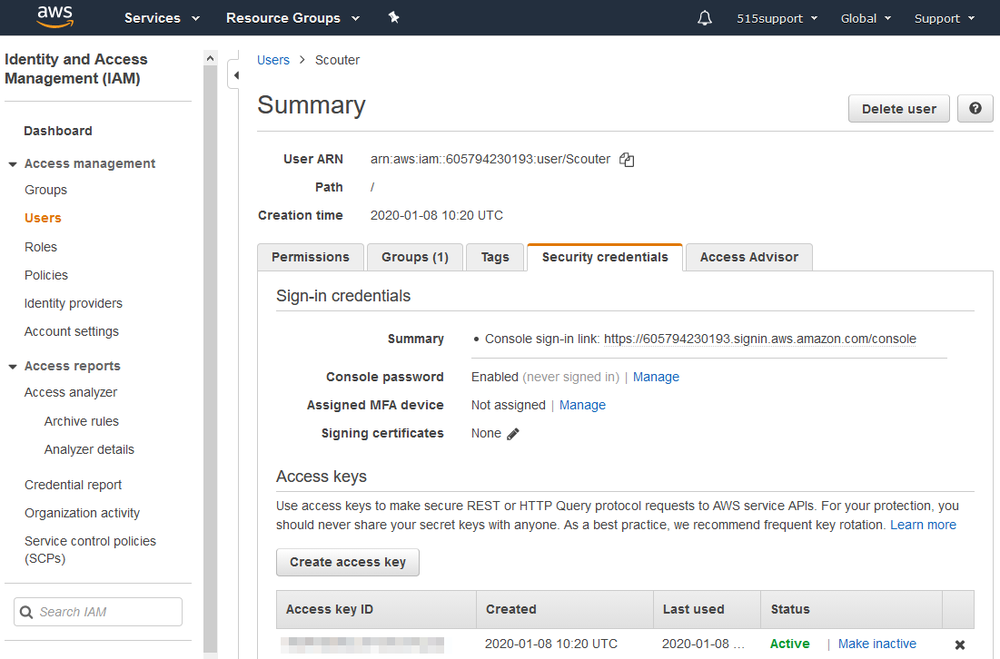 aws Services Resource Groups 515support Global Support
Identity and Access
Management (IAM)
Dashboard
Access management
Groups
Users
Roles
Policies
Identity providers
Account settings
Access reports
Access analyzer
Archive rules
Analyzer details
Credential report
Organization activity
Service control policies
(SCPs)
Search IAM
Users > Scouter
Summary
Delete user
?
User ARN arn:aws:iam::605794230193:user/Scouter
Path /
Creation time 2020-01-08 10:20 UTC
Permissions Groups (1) Tags Security credentials Access Advisor
Sign-in credentials
Summary • Console sign-in link: https://605794230193.signin.aws.amazon.com/console
Console password Enabled (never signed in) | Manage
Assigned MFA device Not assigned | Manage
Signing certificates None
Access keys
Use access keys to make secure REST or HTTP Query protocol requests to AWS service APIs. For your protection, you
should never share your secret keys with anyone. As a best practice, we recommend frequent key rotation. Learn more
Create access key
Access key ID Created Last used Status
2020-01-08 10:20 UTC 2020-01-08 ... Active | Make inactive